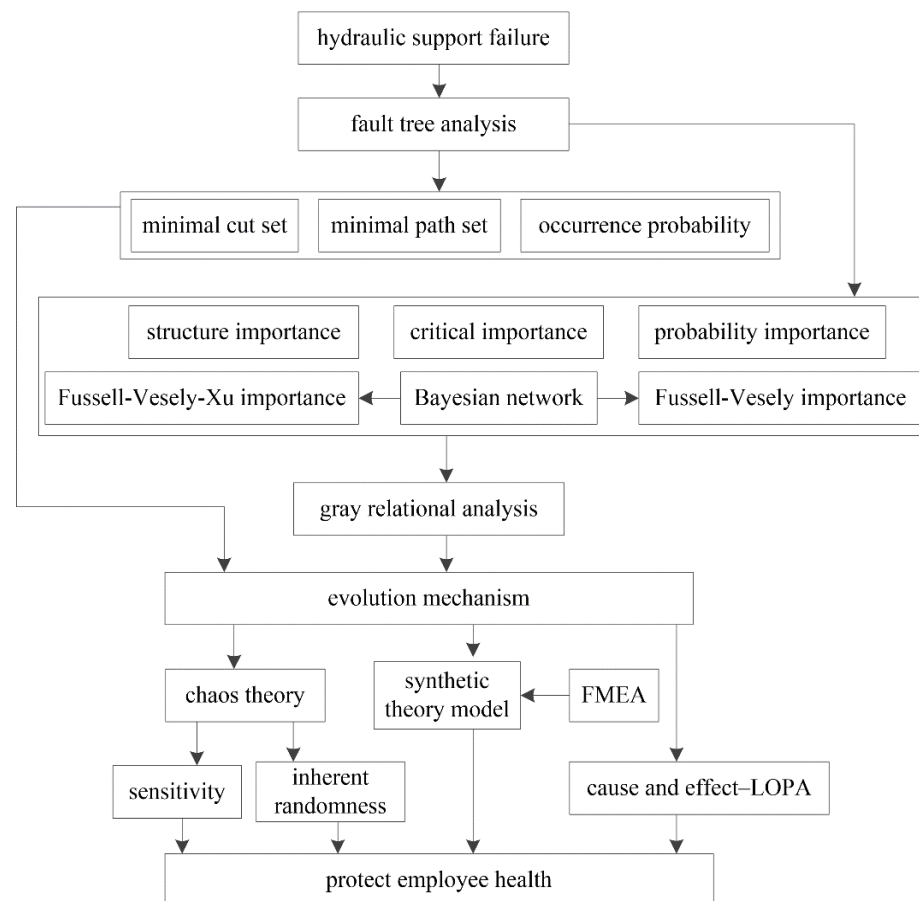 hydraulic support failure
fault tree analysis
minimal cut set
minimal path set
occurrence probability
structure importance
critical importance
probability importance
Fussell-Vesely-Xu importance
Bayesian network
Fussell-Vesely importance
gray relational analysis
evolution mechanism
chaos theory
synthetic
theory model
FMEA
sensitivity
inherent
randomness
cause and effect–LOPA
protect employee health